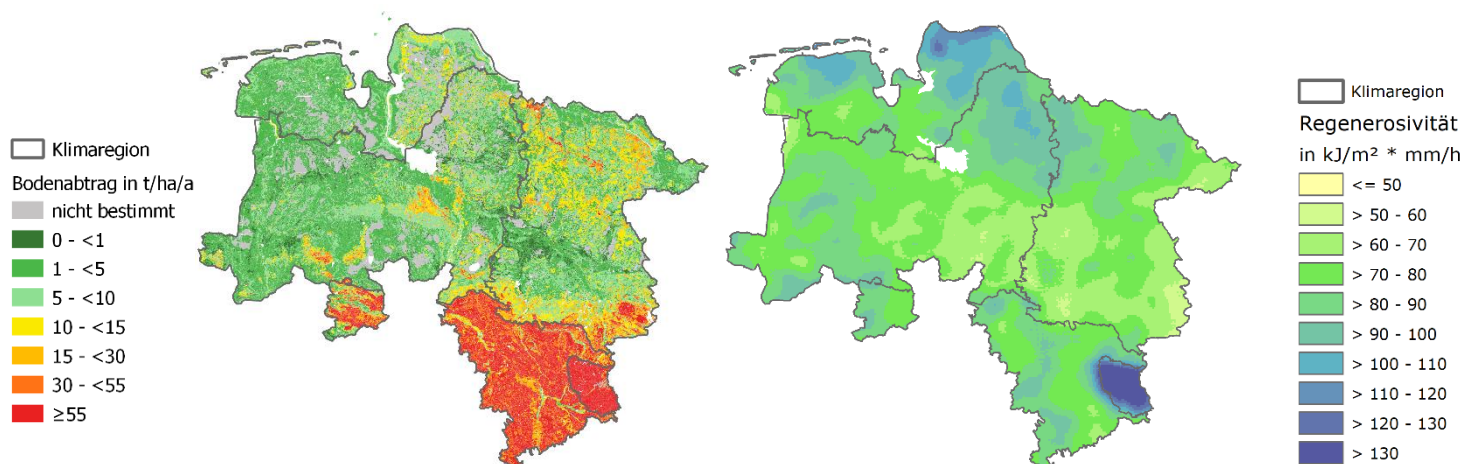 Klimaregion
Bodenabtrag in t/ha/a
nicht bestimmt
0 - <1
1 - <5
5 - <10
10 - <15
15 - <30
30 - <55
≥55
Klimaregion
Regenerosivität
in kJ/m² * mm/h
<= 50
> 50 - 60
> 60 - 70
> 70 - 80
> 80 - 90
> 90 - 100
> 100 - 110
> 110 - 120
> 120 - 130
> 130